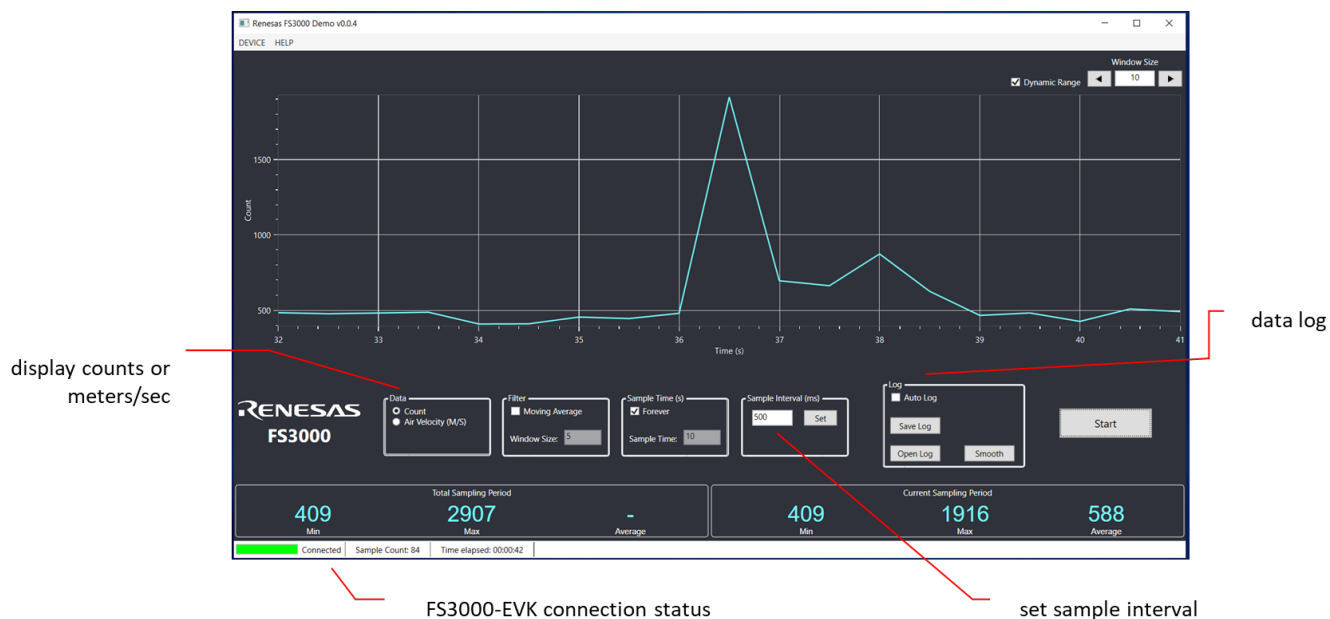 Renesas FS3000 Demo v0.0.4
DEVICE HELP
Window Size
Dynamic Range
10
1500
Count
1000
500
32 33 34 35 36 37 38 39 40 41
Time (s)
data log
display counts or
meters/sec
RENESAS
FS3000
Data
Count
Air Velocity (M/S)
Filter
Moving Average
Window Size: 5
Sample Time (s)
Forever
Sample Time: 10
Sample Interval (ms)
500 Set
Log
Auto Log
Save Log
Open Log Smooth
Start
Total Sampling Period
409 2907 -
Min Max Average
Current Sampling Period
409 1916 588
Min Max Average
Connected Sample Count: 84 Time elapsed: 00:00:42
FS3000-EVK connection status
set sample interval